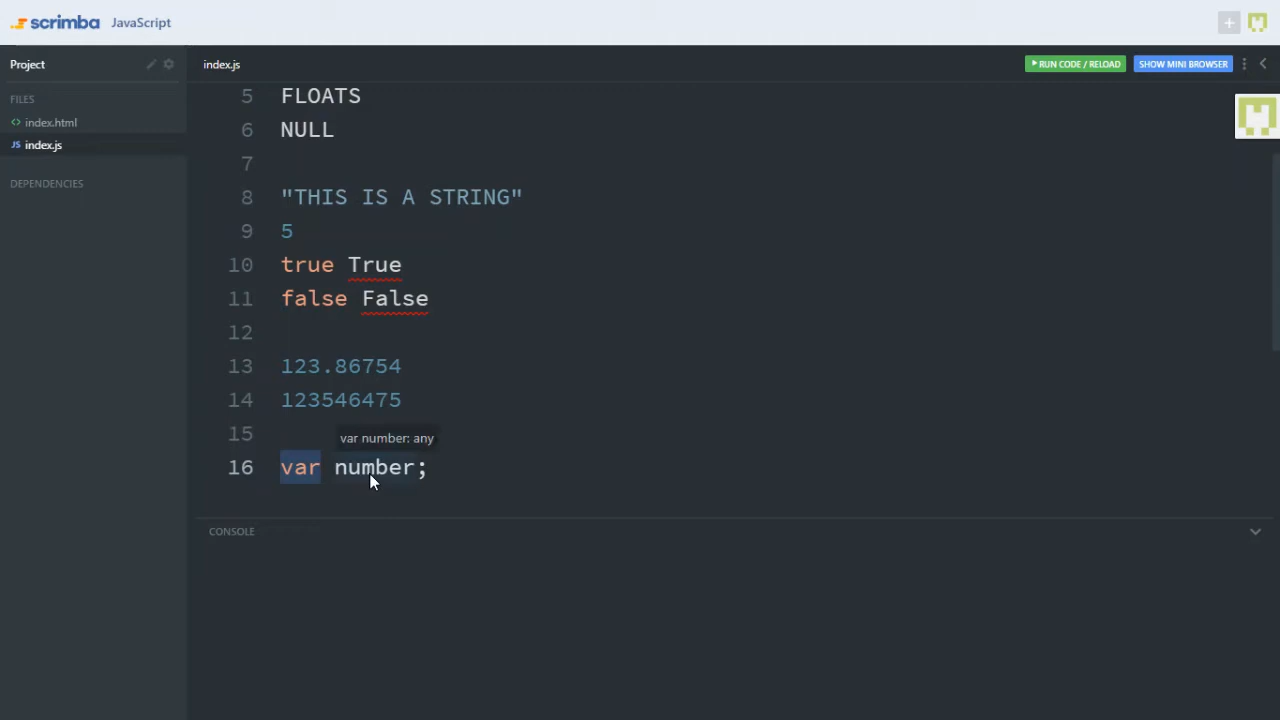 scrimba JavaScript
Project
index.js
RUN CODE / RELOAD
SHOW MINI BROWSER
FILES
index.html
JS index.js
DEPENDENCIES
5 FLOATS
6 NULL
7
8 "THIS IS A STRING"
9 5
10 true True
11 false False
12
13 123.86754
14 123546475
15
var number: any
16 var number;
CONSOLE